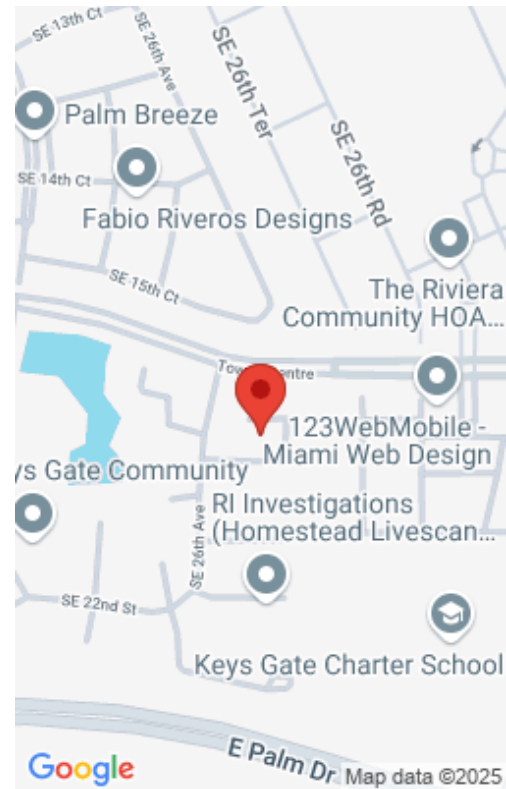 SE 13th Ct
SE 26th Ave
SE 26th Ter
Palm Breeze
SE 26th Rd
SE 14th Ct
Fabio Riveros Designs
SE 15th Ct
The Riviera
Community HOA...
Tow
entre
123WebMobile -
Miami Web Design
ys Gate Community
RI Investigations
(Homestead Livescan...
SE 26th Ave
SE 22nd St
Keys Gate Charter School
E Palm Dr
Google
Map data ©2025